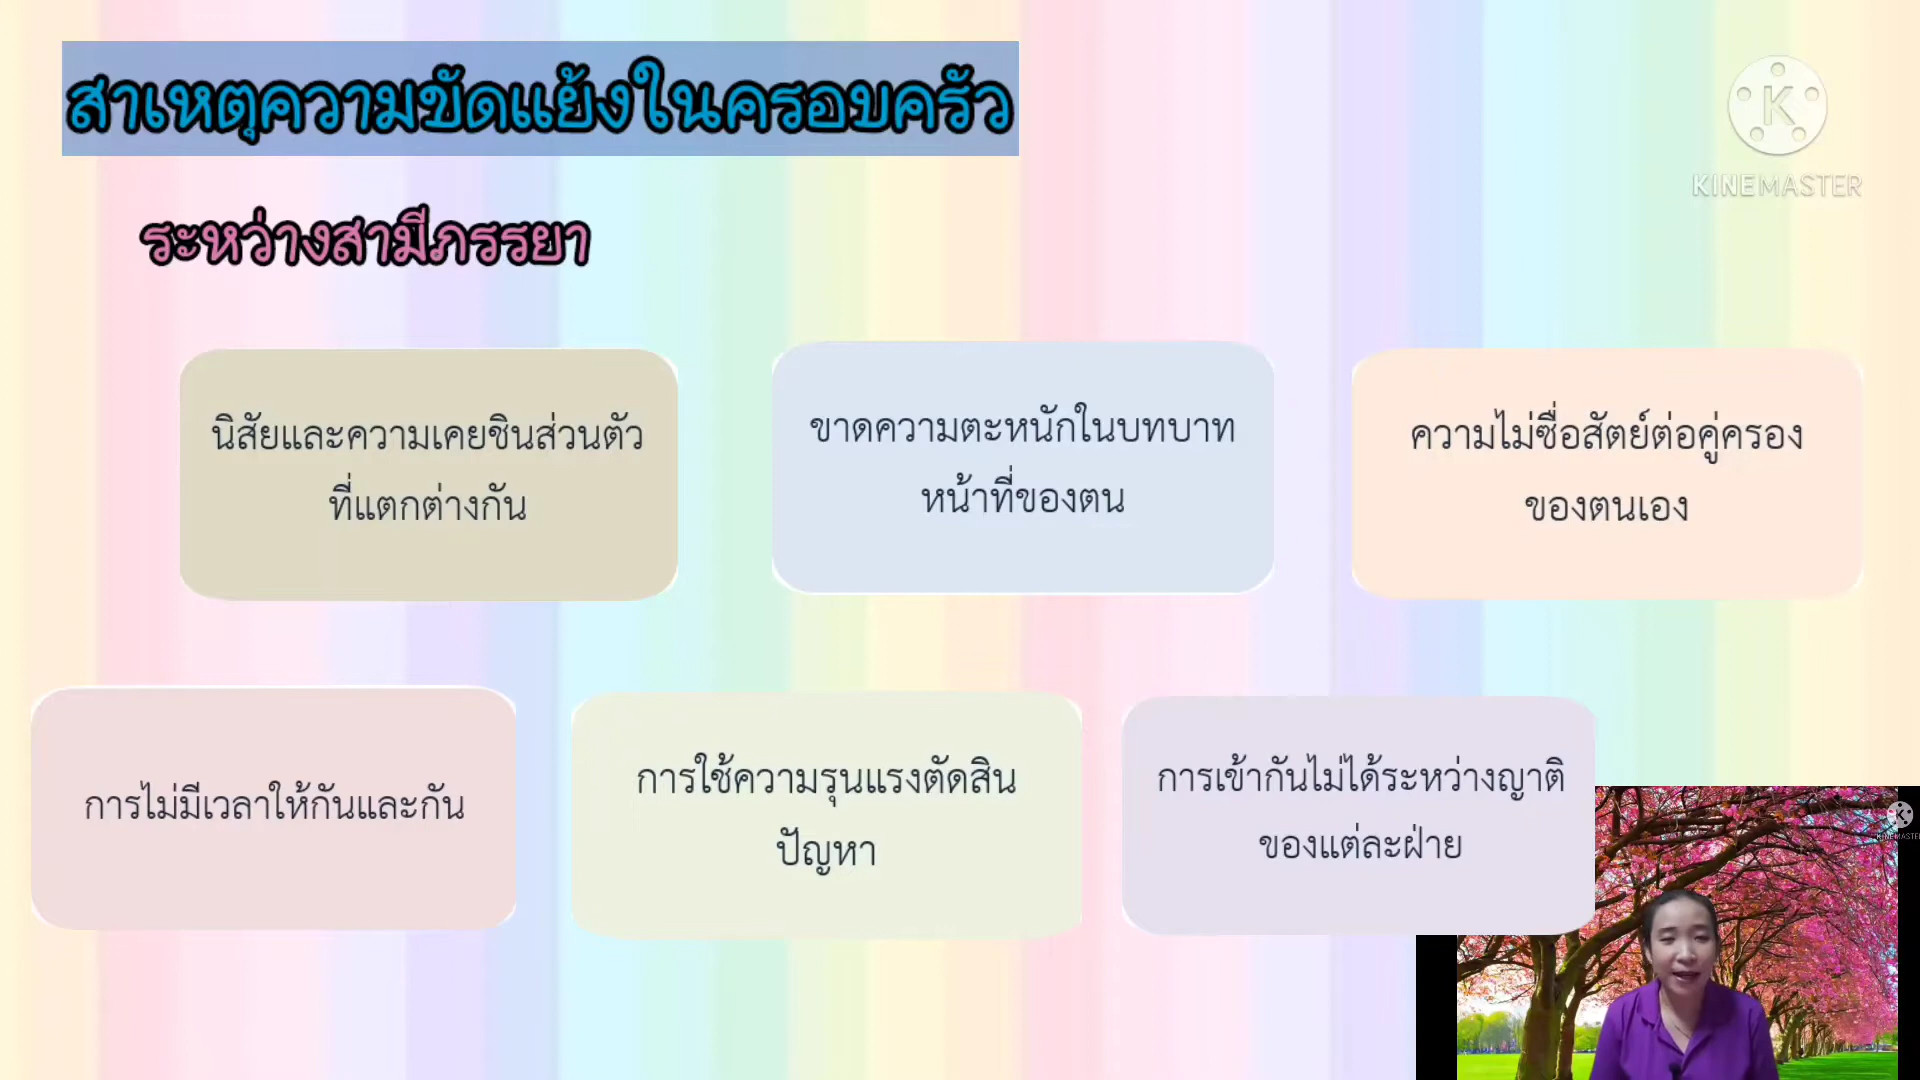 สาเหตุความขัดแย้งในครอบครัว
KINEMASTER
ระหว่างสามีภรรยา
นิสัยและความเคยชินส่วนตัว
ที่แตกต่างกัน
ขาดความตะหนักในบทบาท
หน้าที่ของตน
ความไม่ซื่อสัตย์ต่อคู่ครอง
ของตนเอง
การไม่มีเวลาให้กันและกัน
การใช้ความรุนแรงตัดสิน
ปัญหา
การเข้ากันไม่ได้ระหว่างญาติ
ของแต่ละฝ่าย
KINEMASTER